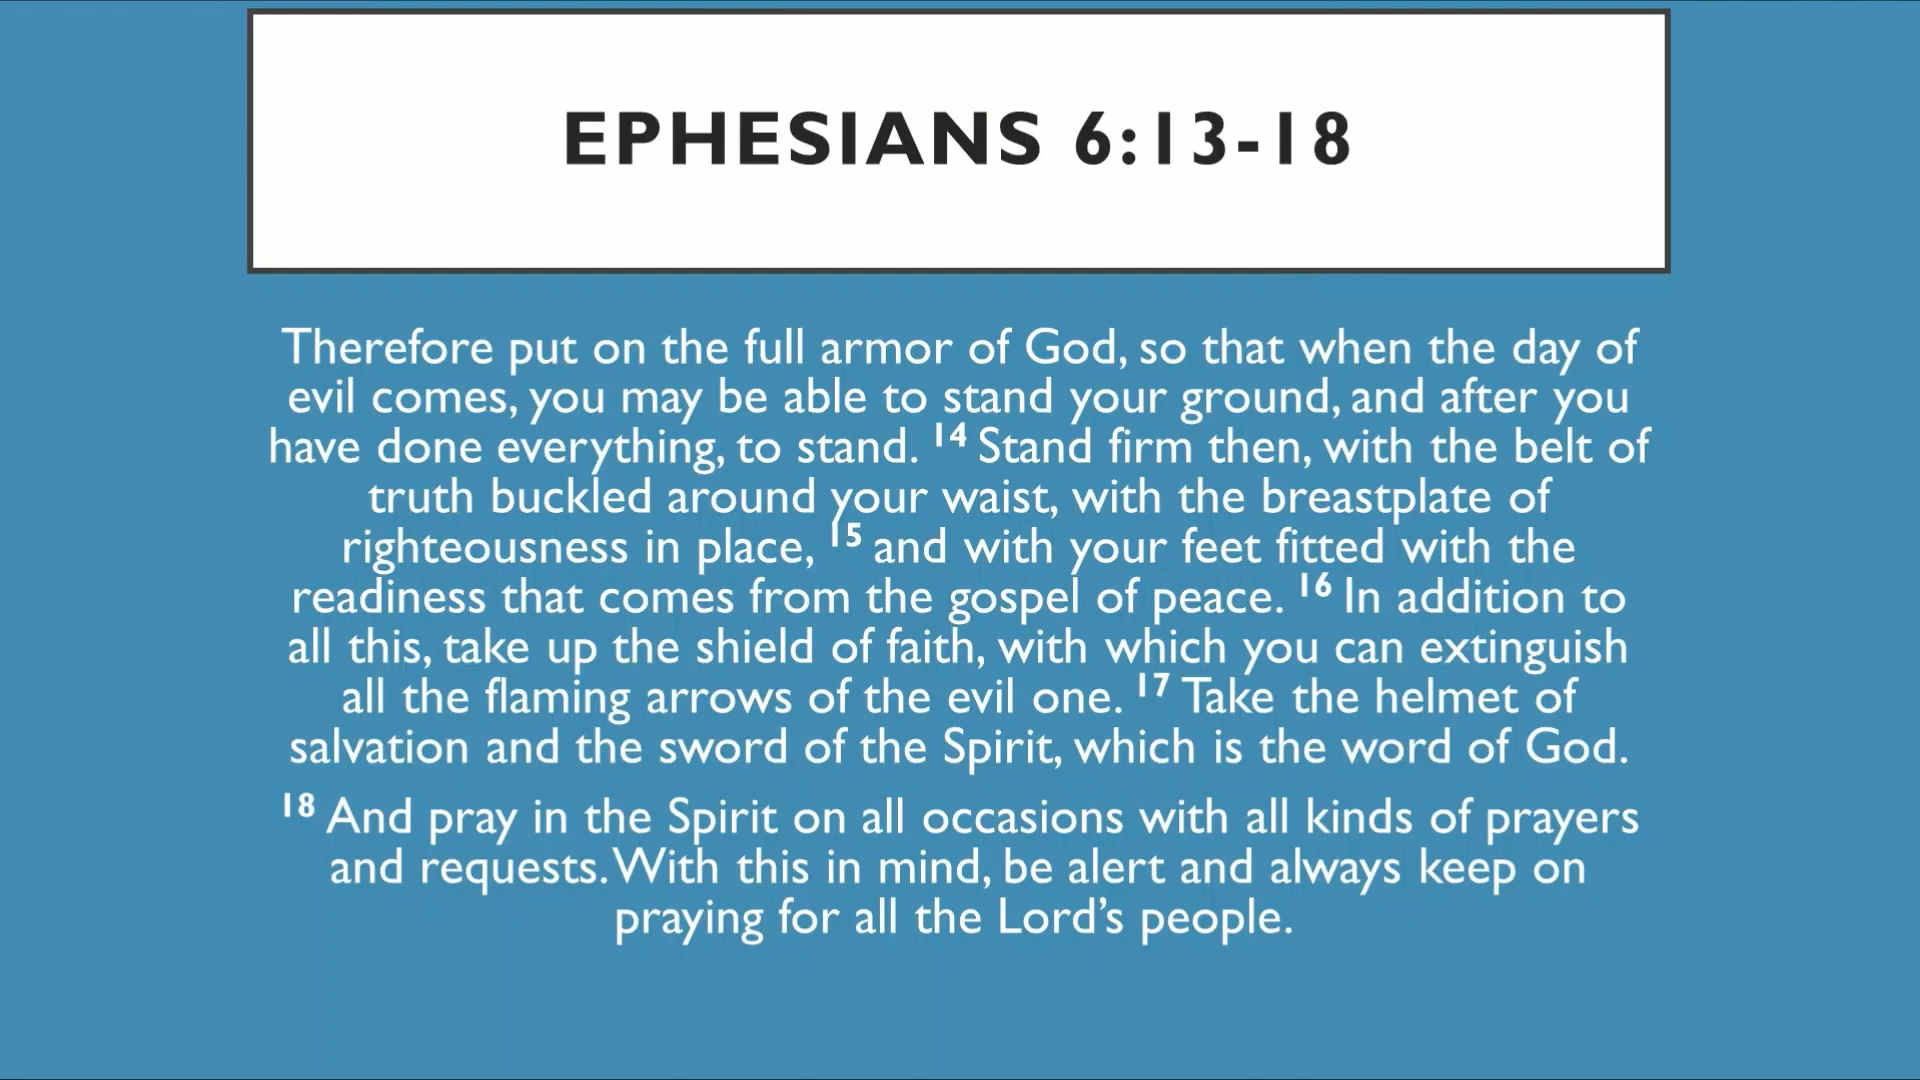 EPHESIANS 6:13-18
Therefore put on the full armor of God, so that when the day of
evil comes, you may be able to stand your ground, and after you
have done everything, to stand. 14 Stand firm then, with the belt of
truth buckled around your waist, with the breastplate of
righteousness in place, 15 and with your feet fitted with the
readiness that comes from the gospel of peace. 16 In addition to
all this, take up the shield of faith, with which you can extinguish
all the flaming arrows of the evil one. 17 Take the helmet of
salvation and the sword of the Spirit, which is the word of God.
18 And pray in the Spirit on all occasions with all kinds of prayers
and requests. With this in mind, be alert and always keep on
praying for all the Lord’s people.